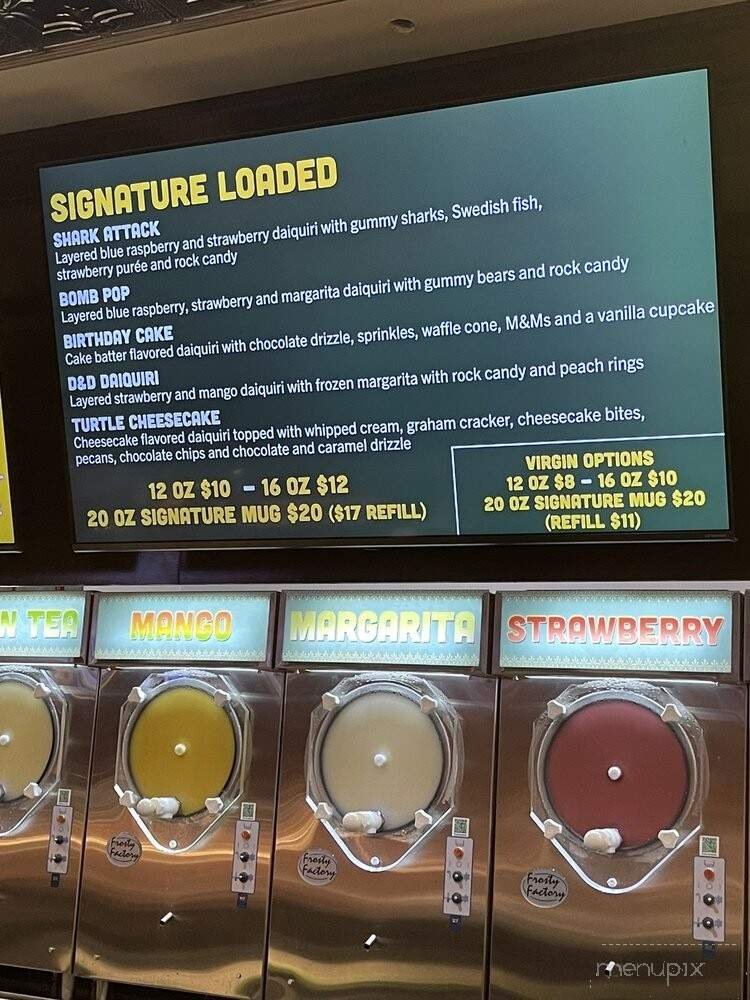 SIGNATURE LOADED
SHARK ATTACK
Layered blue raspberry and strawberry daiquiri with gummy sharks, Swedish fish,
strawberry purée and rock candy
BOMB POP
Layered blue raspberry, strawberry and margarita daiquiri with gummy bears and rock candy
BIRTHDAY CAKE
Cake batter flavored daiquiri with chocolate drizzle, sprinkles, waffle cone, M&Ms and a vanilla cupcake
D&D DAIQUIRI
Layered strawberry and mango daiquiri with frozen margarita with rock candy and peach rings
TURTLE CHEESECAKE
Cheesecake flavored daiquiri topped with whipped cream, graham cracker, cheesecake bites,
pecans, chocolate chips and chocolate and caramel drizzle
12 OZ $10 – 16 OZ $12
20 OZ SIGNATURE MUG $20 ($17 REFILL)
VIRGIN OPTIONS
12 OZ $8 – 16 OZ $10
20 OZ SIGNATURE MUG $20
(REFILL $11)
N TEA
MANGO
MARGARITA
STRAWBERRY
Frosty
Factory
Frosty
Factory
Frosty
Factory
menupix